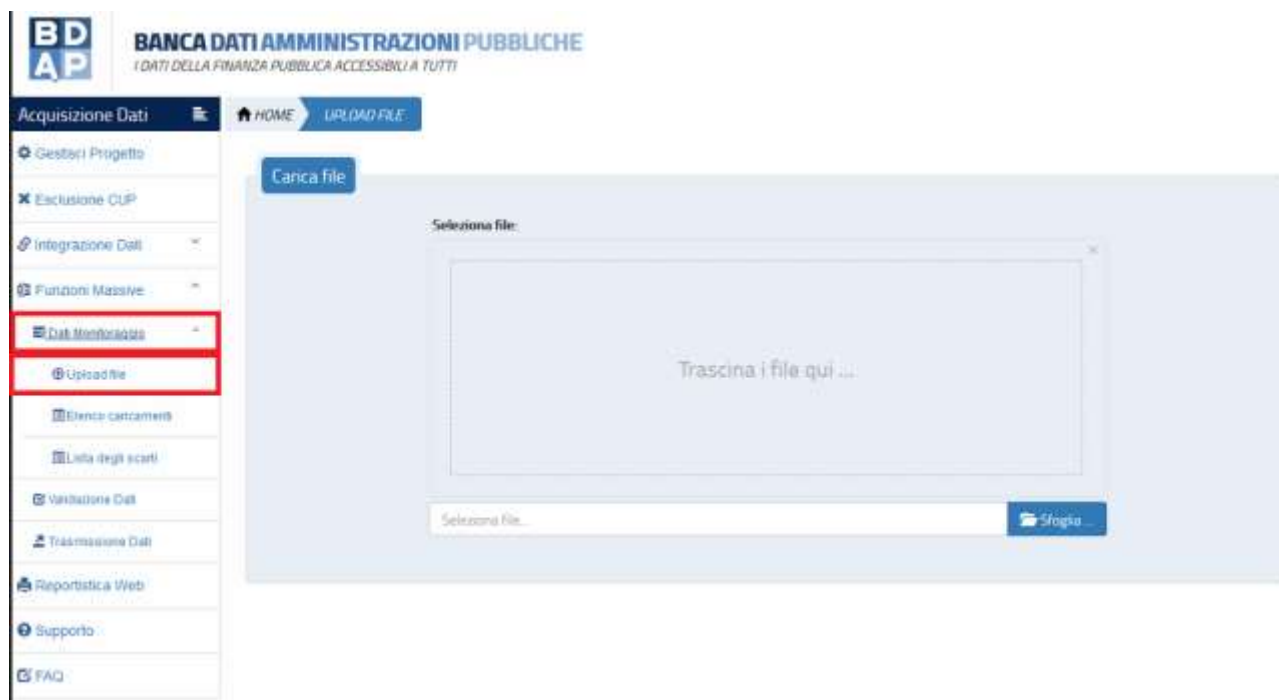 BD
AP
BANCA DATI AMMINISTRAZIONI PUBBLICHE
I DATI DELLA FINANZA PUBBLICA ACCESSIBILI A TUTTI
Acquisizione Dati
HOME
UPLOAD FILE
Gestisci Progetto
Carica file
Esclusione CUP
Seleziona file:
Integrazione Dati
Funzioni Massive
Dati Monitoraggio
Trascina i file qui ...
Upload file
Elenco caricamenti
Lista degli scarti
Validazione Dati
Seleziona file...
Sfoglia ...
Trasmissione Dati
Reportistica Web
Supporto
FAQ